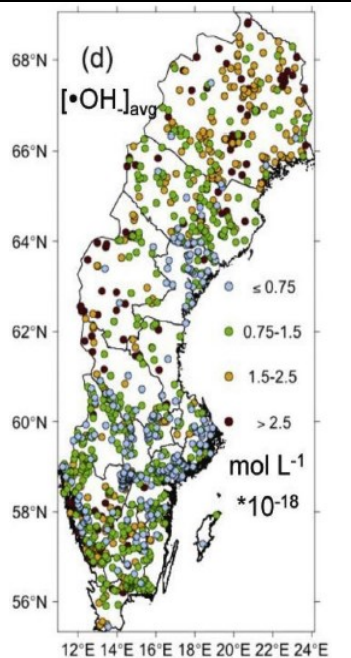 68°N
(d)
[•OH-]avg
66°N
64°N
≤ 0.75
0.75-1.5
62°N
1.5-2.5
60°N
> 2.5
mol L-1
58°N
*10-18
56°N
12°E 14°E 16°E 18°E 20°E 22°E 24°E